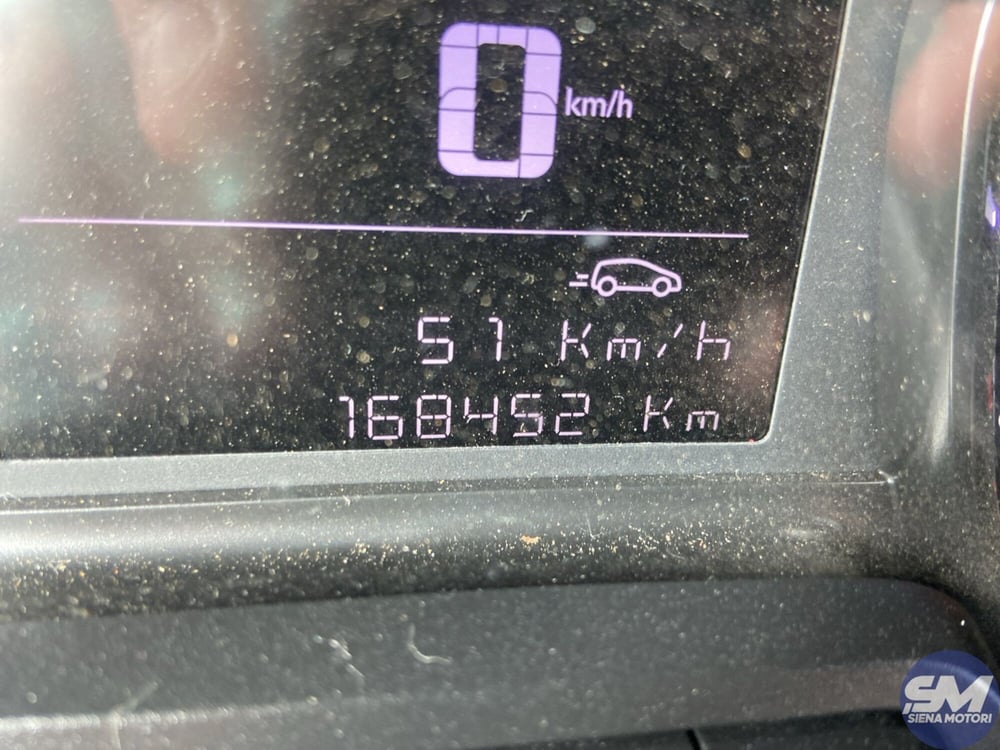 0 km/h
51 Km/h
168452 Km
SM
SIENA MOTORI